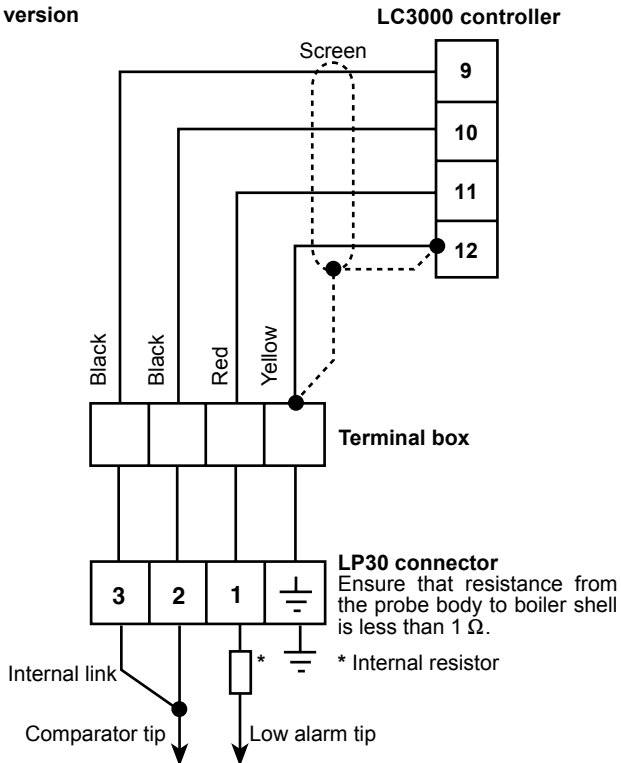 version
LC3000 controller
Screen
9
10
11
12
Black
Black
Red
Yellow
Terminal box
LP30 connector
Ensure that resistance from
the probe body to boiler shell
is less than 1 Ω.
3
2
1
*
* Internal resistor
Internal link
Comparator tip
Low alarm tip